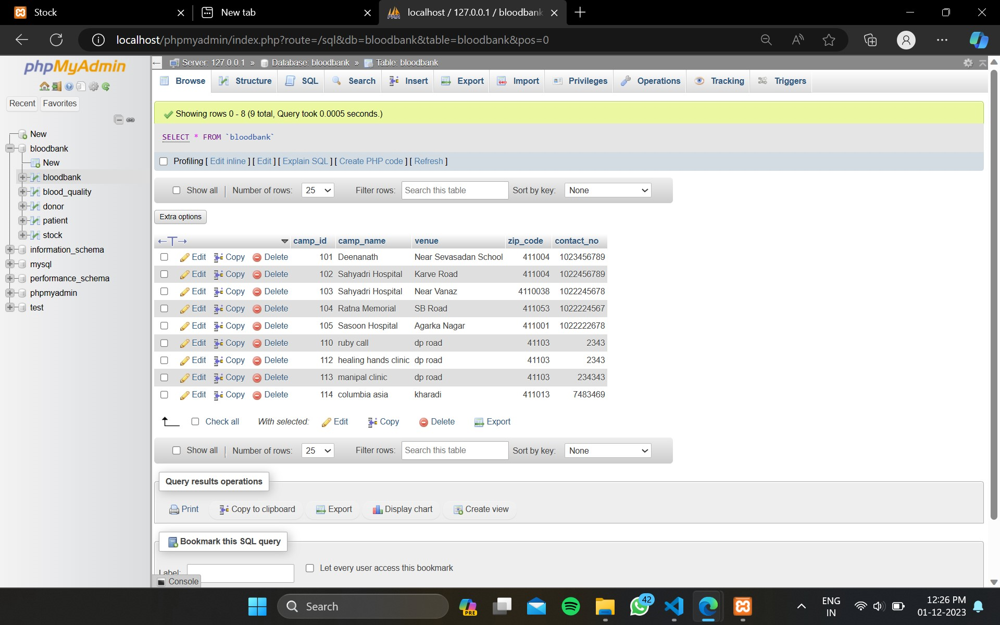 Stock
New tab
localhost / 127.0.0.1 / bloodbank
localhost/phpmyadmin/index.php?route=/sql&db=bloodbank&table=bloodbank&pos=0
phpMyAdmin
Recent Favorites
New
bloodbank
New
bloodbank
blood_quality
donor
patient
stock
information_schema
mysql
performance_schema
phpmyadmin
test
Server: 127.0.0.1 » Database: bloodbank » Table: bloodbank
Browse Structure SQL Search Insert Export Import Privileges Operations Tracking Triggers
Showing rows 0 - 8 (9 total, Query took 0.0005 seconds.)
SELECT * FROM `bloodbank`
Profiling [ Edit inline ] [ Edit ] [ Explain SQL ] [ Create PHP code ] [ Refresh ]
Show all | Number of rows: 25 Filter rows: Search this table Sort by key: None
Extra options
←T→ camp_id camp_name venue zip_code contact_no
Edit Copy Delete 101 Deenanath Near Sevasadan School 411004 1023456789
Edit Copy Delete 102 Sahyadri Hospital Karve Road 411004 1022456789
Edit Copy Delete 103 Sahyadri Hospital Near Vanaz 4110038 1022245678
Edit Copy Delete 104 Ratna Memorial SB Road 411053 1022224567
Edit Copy Delete 105 Sasoon Hospital Agarka Nagar 411001 1022222678
Edit Copy Delete 110 ruby call dp road 41103 2343
Edit Copy Delete 112 healing hands clinic dp road 41103 2343
Edit Copy Delete 113 manipal clinic dp road 41103 234343
Edit Copy Delete 114 columbia asia kharadi 411013 7483469
Check all With selected: Edit Copy Delete Export
Show all | Number of rows: 25 Filter rows: Search this table Sort by key: None
Query results operations
Print Copy to clipboard Export Display chart Create view
Bookmark this SQL query
Label: Let every user access this bookmark
Console
Search
PRE
42
ENG
IN
12:26 PM
01-12-2023